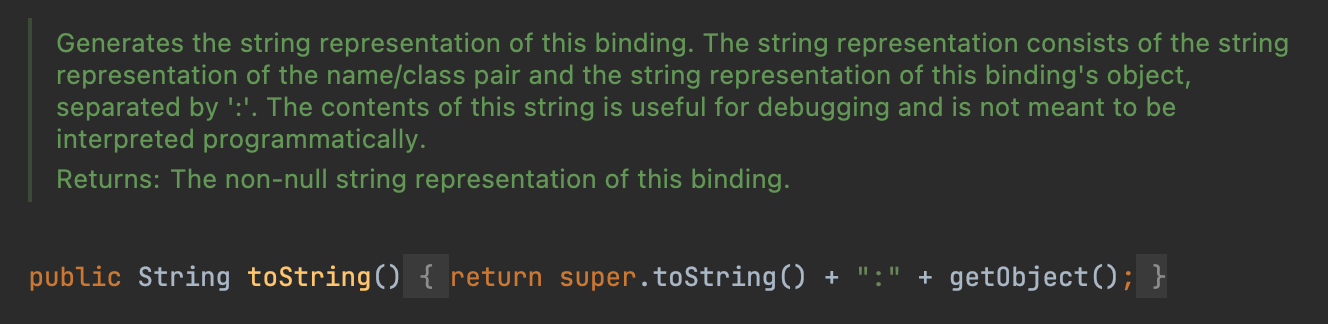 Generates the string representation of this binding. The string representation consists of the string
representation of the name/class pair and the string representation of this binding's object,
separated by ':'. The contents of this string is useful for debugging and is not meant to be
interpreted programmatically.
Returns: The non-null string representation of this binding.
public String toString() { return super.toString() + ":" + getObject(); }